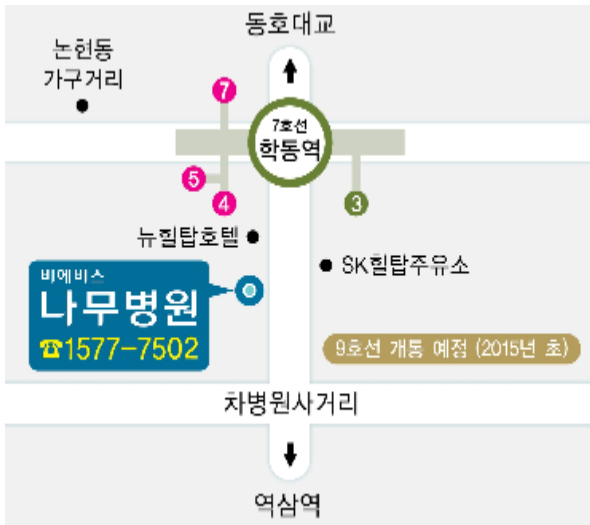 동호대교
논현동
가구거리
7
7호선
학동역
5
4
3
뉴힐탑호텔
SK힐탑주유소
비에비스
나무병원
☎1577-7502
9호선 개통 예정 (2015년 초)
차병원사거리
역삼역